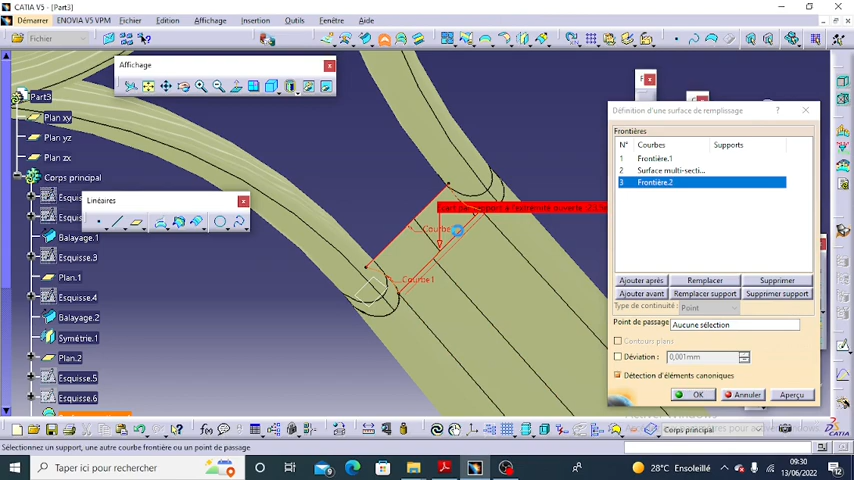 CATIA V5 - [Part3]
Démarrer ENOVIA V5 VPM Fichier Edition Affichage Insertion Outils Fenêtre Aide
Fichier
Affichage
Linéaires
Part3
Plan xy
Plan yz
Plan zx
Corps principal
Esquisse.
Esquisse.
Balayage.1
Esquisse.3
Plan.1
Esquisse.4
Balayage.2
Symétrie.1
Plan.2
Esquisse.5
Esquisse.6
Courbe1
Définition d'une surface de remplissage
Frontières
N° Courbes Supports
1 Frontière.1
2 Surface multi-secti...
3 Frontière.2
Ajouter après Remplacer Supprimer
Ajouter avant Remplacer support Supprimer support
Type de continuité : Point
Point de passage Aucune sélection
Contours plans
Déviation : 0,001mm
Détection d'éléments canoniques
OK Annuler Aperçu
Corps principal
CATIA
Sélectionnez un support, une autre courbe frontière ou un point de passage
Taper ici pour rechercher
28°C Ensoleillé
09:30
13/06/2022